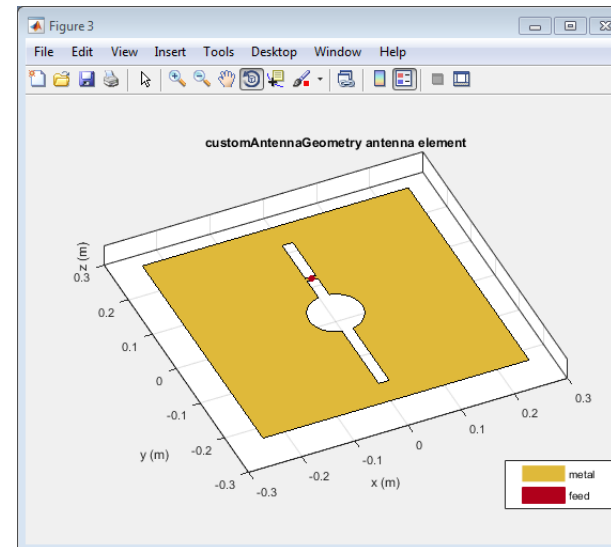 Figure 3
File Edit View Insert Tools Desktop Window Help
customAntennaGeometry antenna element
z (m)
0.3
0.2
0.1
0
-0.1
-0.2
-0.3
y (m)
-0.3
-0.2
-0.1
0
0.1
0.2
0.3
x (m)
metal
feed